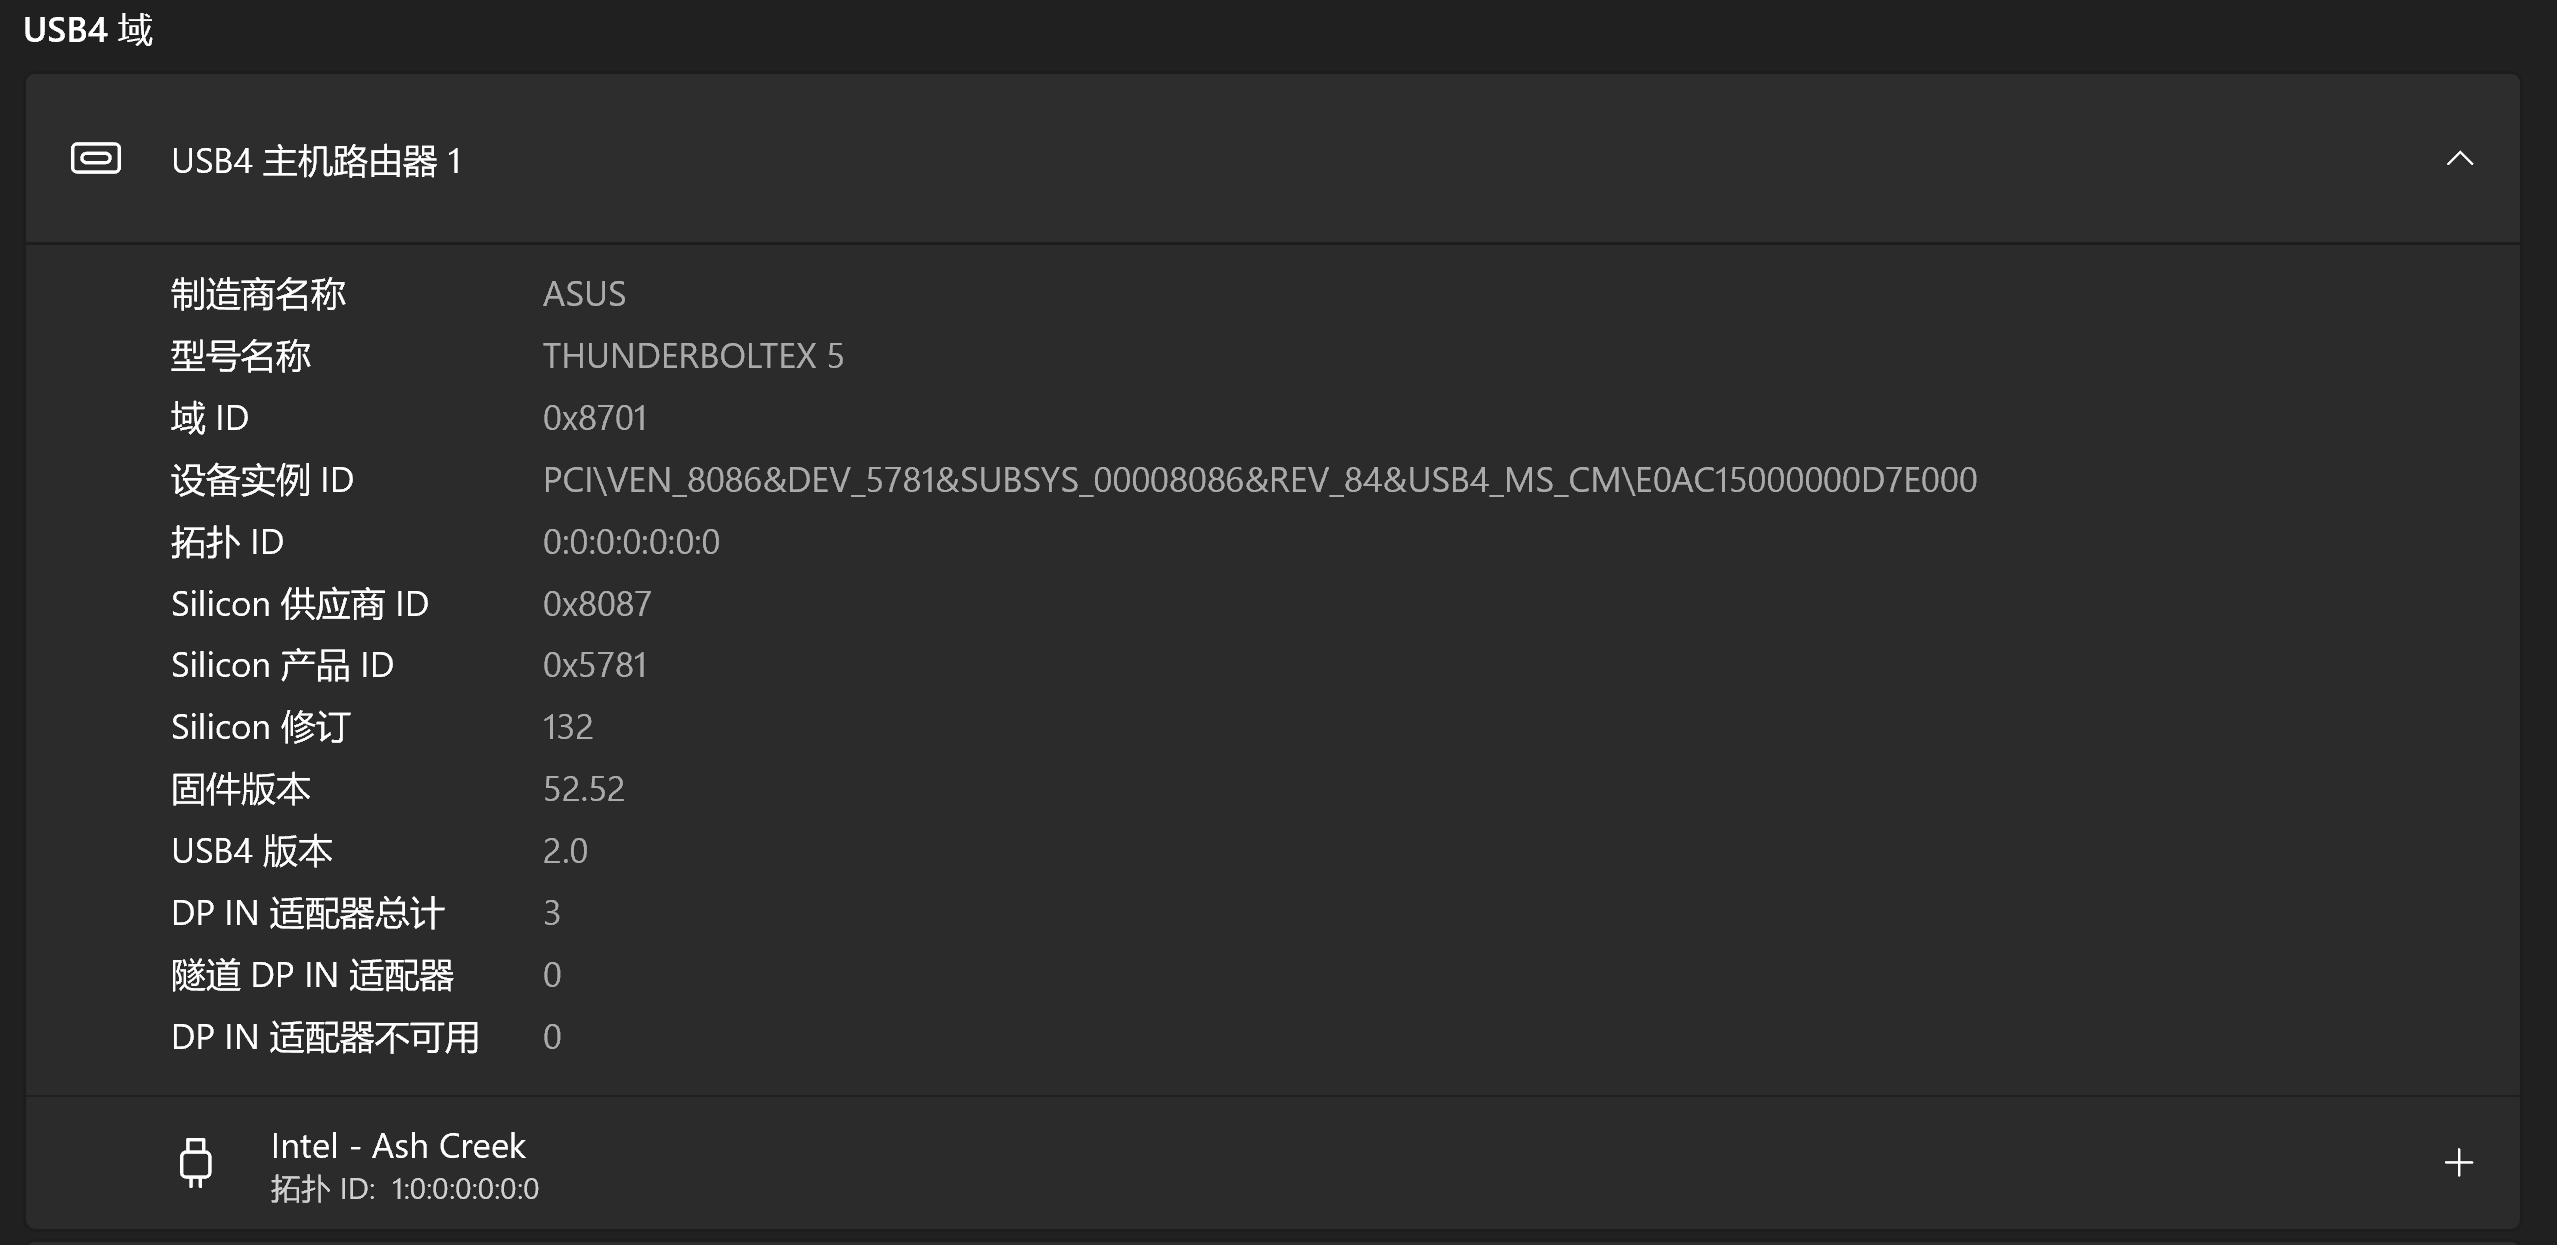 USB4 域
USB4 主机路由器 1
制造商名称 ASUS
型号名称 THUNDERBOLTEX 5
域 ID 0x8701
设备实例 ID PCI\VEN_8086&DEV_5781&SUBSYS_00008086&REV_84&USB4_MS_CM\E0AC15000000D7E000
拓扑 ID 0:0:0:0:0:0:0
Silicon 供应商 ID 0x8087
Silicon 产品 ID 0x5781
Silicon 修订 132
固件版本 52.52
USB4 版本 2.0
DP IN 适配器总计 3
隧道 DP IN 适配器 0
DP IN 适配器不可用 0
Intel - Ash Creek
拓扑 ID: 1:0:0:0:0:0:0